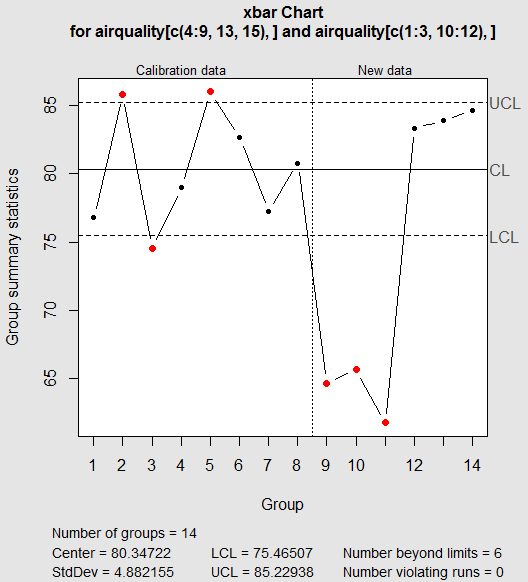 xbar Chart
for airquality[c(4:9, 13, 15), ] and airquality[c(1:3, 10:12), ]
Calibration data New data
85 UCL
80 CL
75 LCL
70
65
Group summary statistics
1 2 3 4 5 6 7 8 9 10 12 14
Group
Number of groups = 14
Center = 80.34722 LCL = 75.46507 Number beyond limits = 6
StdDev = 4.882155 UCL = 85.22938 Number violating runs = 0